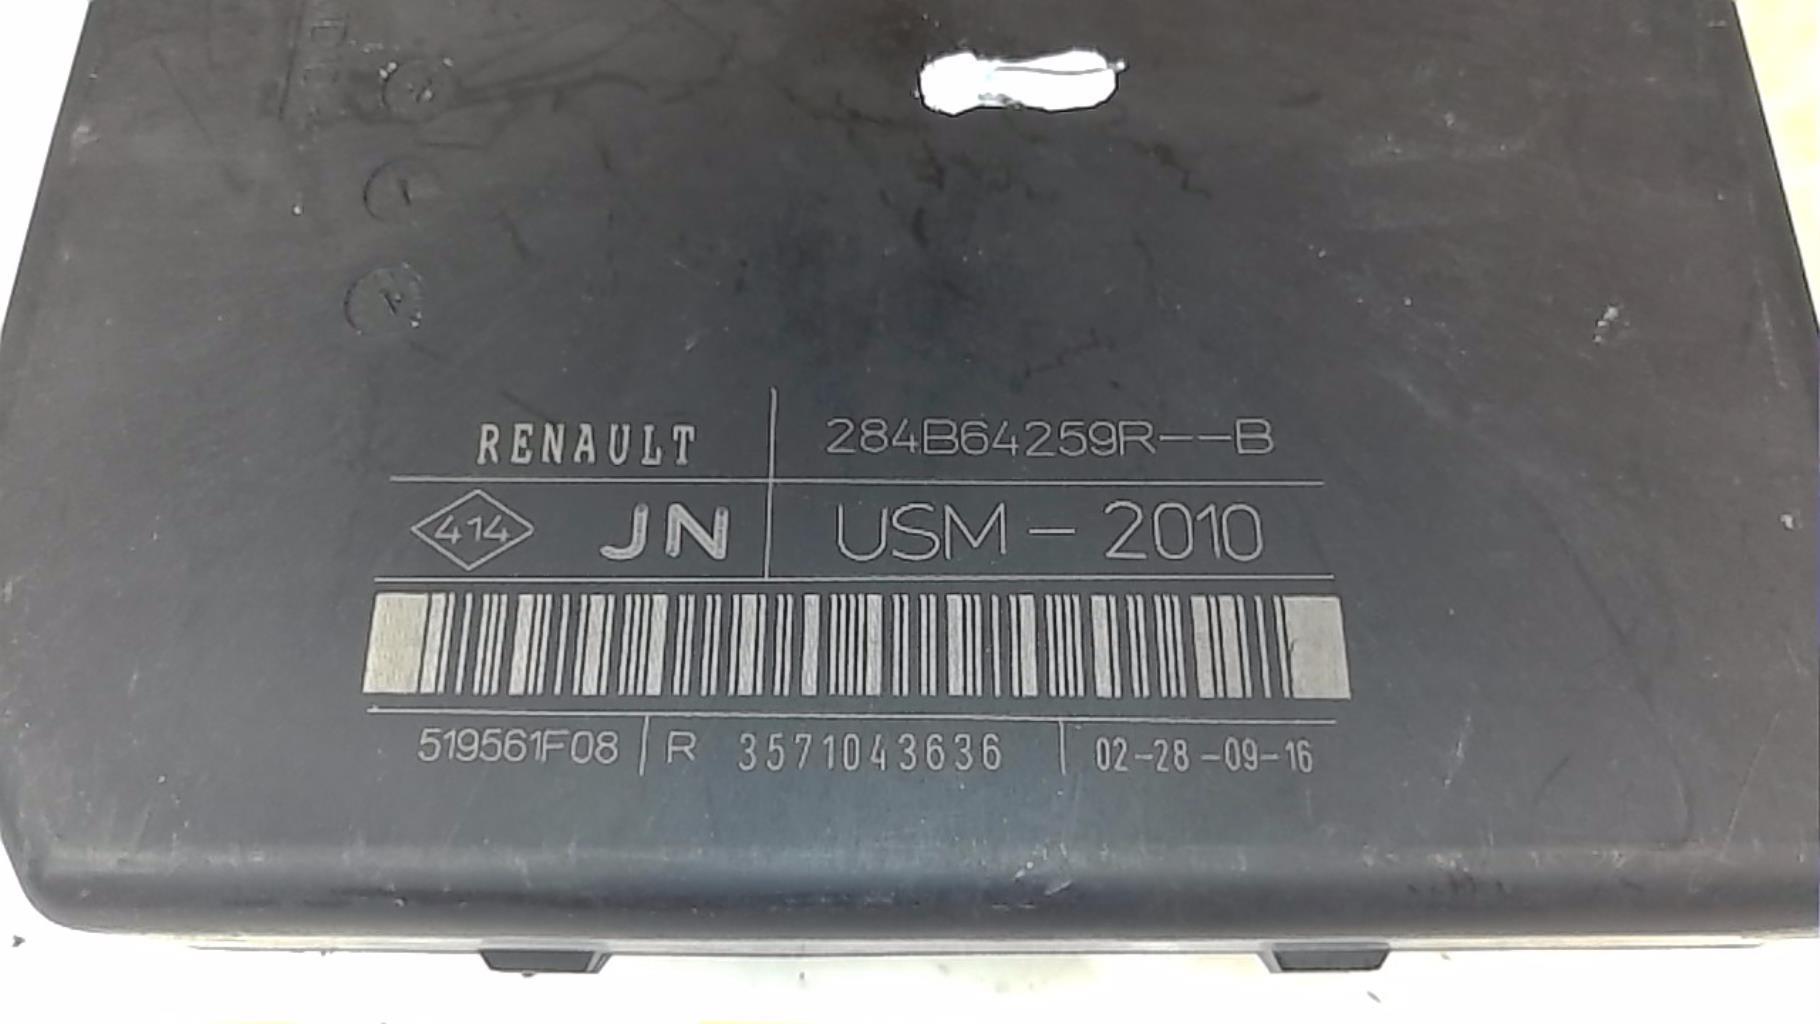 RENAULT 284B64259R--B
414 JN USM - 2010
519561F08 R 3571043636 02-28-09-16